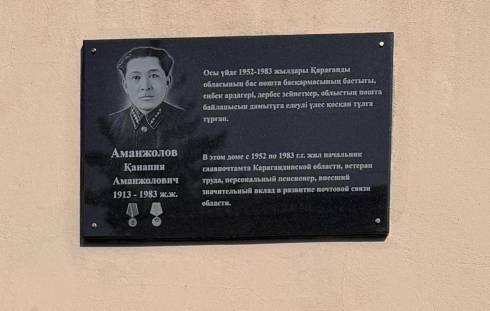 Аманжолов
Қанапия
Аманжолович
1913 - 1983 ж.ж.
Осы үйде 1952-1983 жылдары Қарағанды
обласының бас пошта басқармасының бастығы,
еңбек ардагері, дербес зейнеткер, облыстың пошта
байланысын дамытуға елеулі үлес қосқан тұлға
тұрған.
В этом доме с 1952 по 1983 г.г. жил начальник
главпочтамта Карагандинской области, ветеран
труда, персональный пенсионер, внесший
значительный вклад в развитие почтовой связи
области.